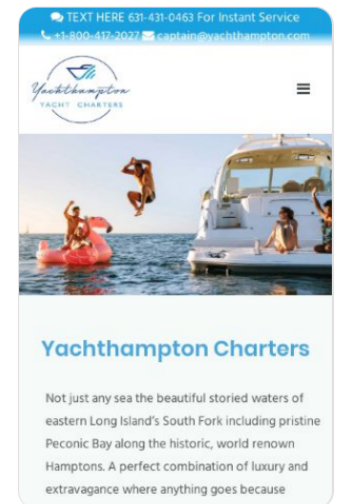 TEXT HERE 631-431-0463 For Instant Service
+1-800-417-2027 captain@yachthampton.com
Yachthampton
YACHT CHARTERS
Yachthampton Charters
Not just any sea the beautiful storied waters of
eastern Long Island's South Fork including pristine
Peconic Bay along the historic, world renown
Hamptons. A perfect combination of luxury and
extravagance where anything goes because